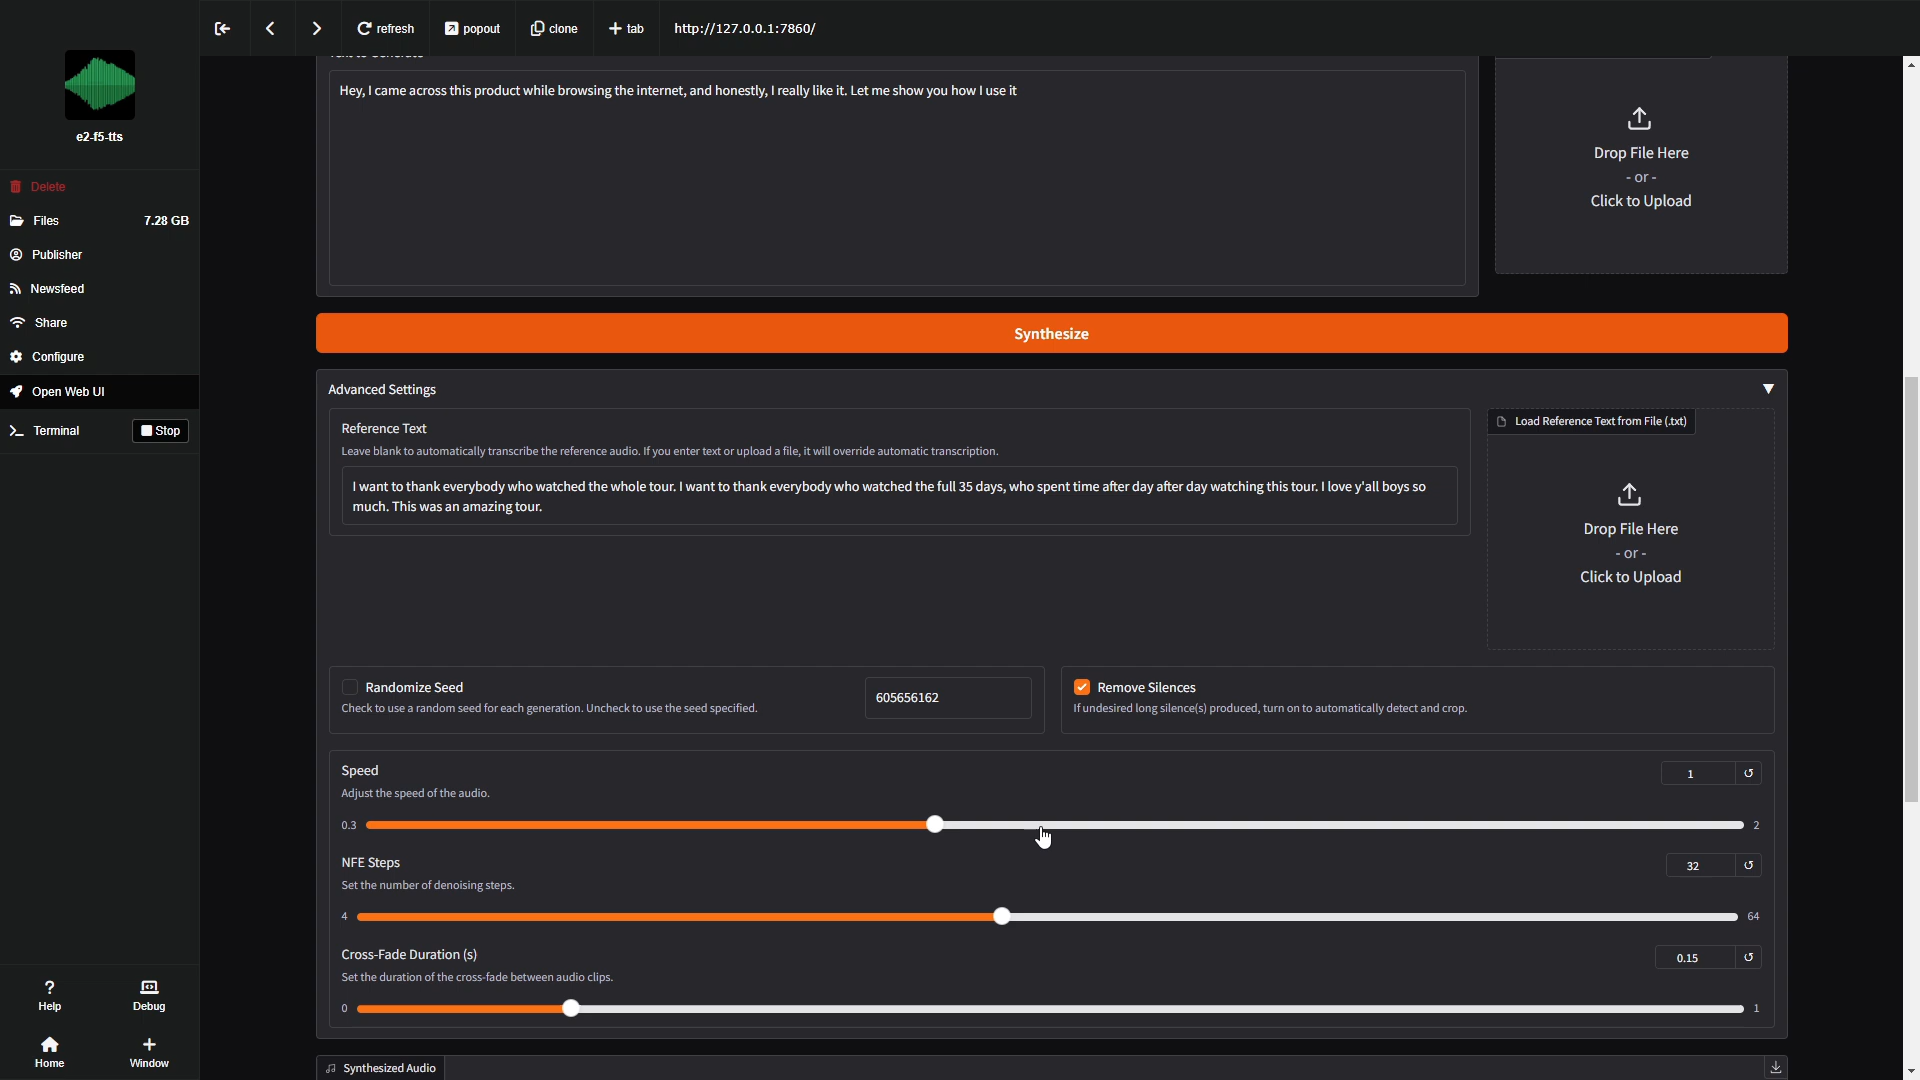 refresh
popout
clone
tab
http://127.0.0.1:7860/
e2-f5-tts
Delete
Files 7.28 GB
Publisher
Newsfeed
Share
Configure
Open Web UI
Terminal
Stop
Help
Debug
Home
Window
Text to Generate
Hey, I came across this product while browsing the internet, and honestly, I really like it. Let me show you how I use it
Drop File Here
- or -
Click to Upload
Synthesize
Advanced Settings
▼
Reference Text
Leave blank to automatically transcribe the reference audio. If you enter text or upload a file, it will override automatic transcription.
I want to thank everybody who watched the whole tour. I want to thank everybody who watched the full 35 days, who spent time after day after day watching this tour. I love y'all boys so
much. This was an amazing tour.
Load Reference Text from File (.txt)
Drop File Here
- or -
Click to Upload
Randomize Seed
Check to use a random seed for each generation. Uncheck to use the seed specified.
605656162
Remove Silences
If undesired long silence(s) produced, turn on to automatically detect and crop.
Speed
1
Adjust the speed of the audio.
0.3
2
NFE Steps
32
Set the number of denoising steps.
4
64
Cross-Fade Duration (s)
0.15
Set the duration of the cross-fade between audio clips.
0
1
Synthesized Audio